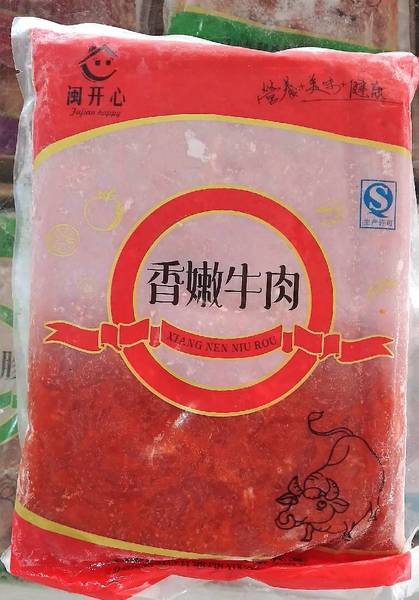 闽开心
Fujian happy
营养+美味+健康
生产许可
香嫩牛肉
XIANG NEN NIU ROU